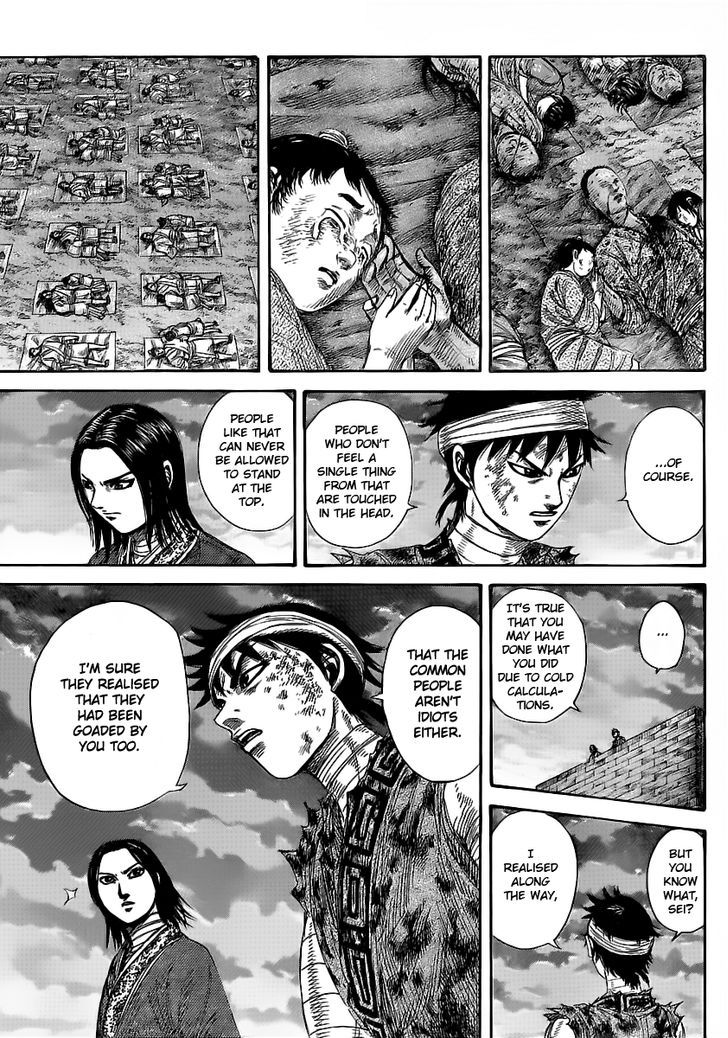 ...OF
COURSE.
PEOPLE
WHO DON'T
FEEL A
SINGLE THING
FROM THAT
ARE TOUCHED
IN THE HEAD.
PEOPLE
LIKE THAT
CAN NEVER
BE ALLOWED
TO STAND
AT THE
TOP.
...
IT'S TRUE
THAT YOU
MAY HAVE
DONE WHAT
YOU DID
DUE TO COLD
CALCULA-
TIONS.
BUT
YOU KNOW
WHAT,
SEI?
I
REALISED
ALONG
THE WAY,
THAT THE
COMMON
PEOPLE
AREN'T
IDIOTS
EITHER.
I'M SURE
THEY REALISED
THAT THEY
HAD BEEN
GOADED BY
YOU TOO.